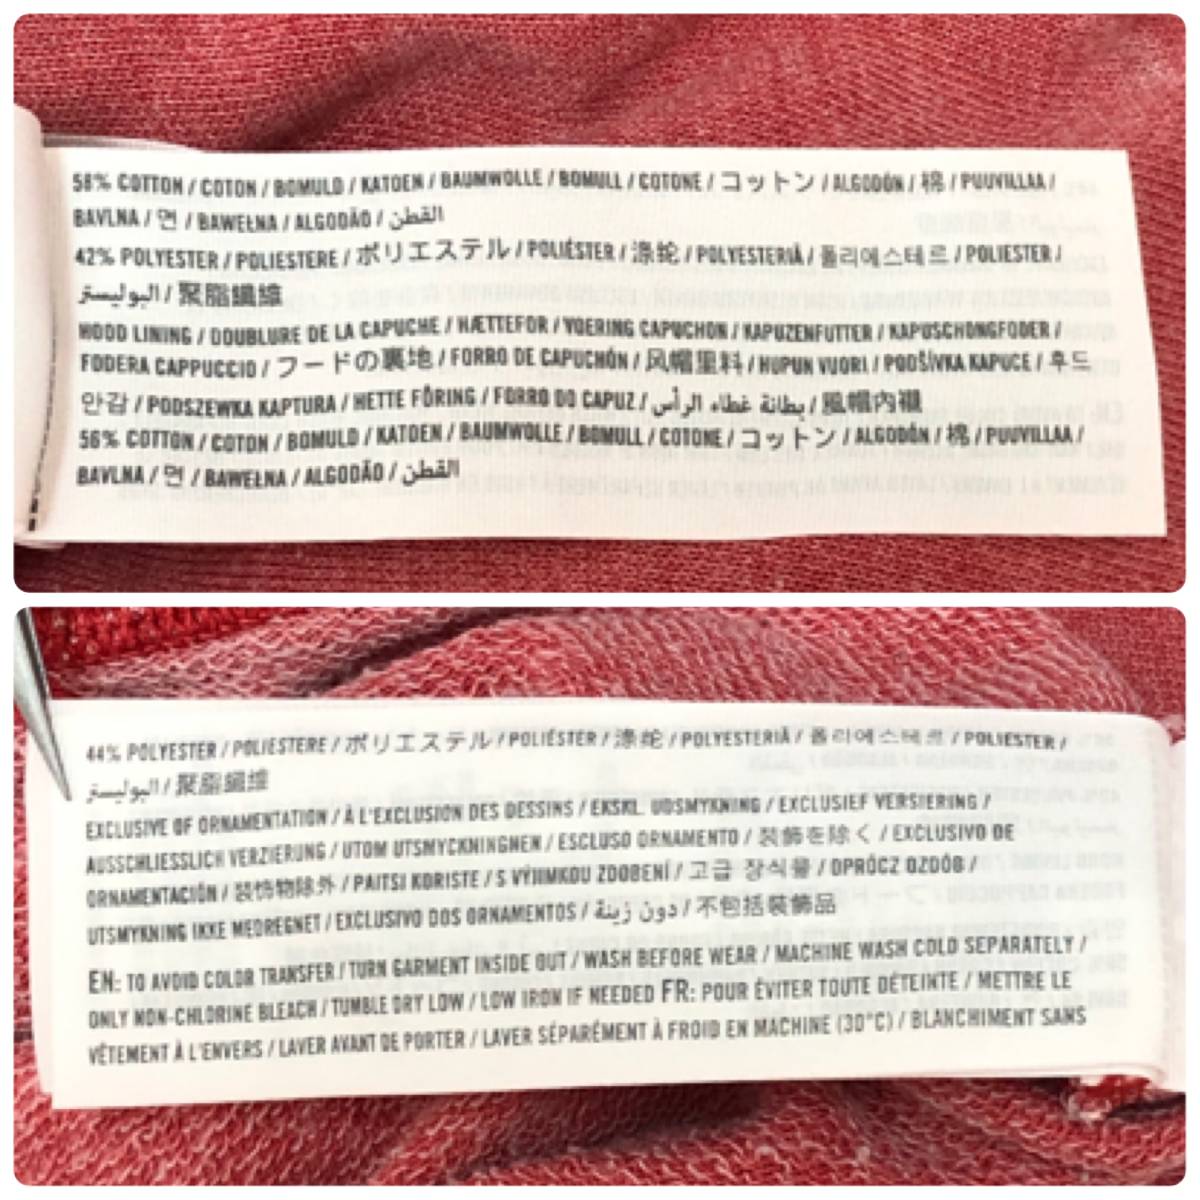 58% COTTON / COTON / BOMULD / KATOEN / BAUMWOLLE / BOMULL / COTONE / コットン / ALGODÓN / 棉 / PUUVILLAA /
BAVLNA / 면 / BAWEŁNA / ALGODÃO / القطن
42% POLYESTER / POLIESTERE / ポリエステル / POLIÉSTER / 涤纶 / POLYESTERIÄ / 폴리에스테르 / POLIESTER /
البوليستر / 聚脂纖維
HOOD LINING / DOUBLURE DE LA CAPUCHE / HÆTTEFOR / VOERING CAPUCHON / KAPUZENFUTTER / KAPUSCHONGFODER /
FODERA CAPPUCCIO / フードの裏地 / FORRO DE CAPUCHÓN / 风帽里料 / HUPUN VUORI / PODŠÍVKA KAPUCE / 후드
안감 / PODSZEWKA KAPTURA / HETTE FÔRING / FORRO DO CAPUZ / بطانة غطاء الرأس / 風帽內襯
56% COTTON / COTON / BOMULD / KATOEN / BAUMWOLLE / BOMULL / COTONE / コットン / ALGODÓN / 棉 / PUUVILLAA /
BAVLNA / 면 / BAWEŁNA / ALGODÃO / القطن
44% POLYESTER / POLIESTERE / ポリエステル / POLIÉSTER / 涤纶 / POLYESTERIÄ / 폴리에스테르 / POLIESTER /
البوليستر / 聚脂纖維
EXCLUSIVE OF ORNAMENTATION / À L'EXCLUSION DES DESSINS / EKSKL. UDSMYKNING / EXCLUSIEF VERSIERING /
AUSSCHLIESSLICH VERZIERUNG / UTOM UTSMYCKNINGNEN / ESCLUSO ORNAMENTO / 装飾を除く / EXCLUSIVO DE
ORNAMENTACIÓN / 装饰物除外 / PAITSI KORISTE / S VÝJIMKOU ZDOBENÍ / 고급 장식물 / OPRÓCZ OZDÓB /
UTSMYKNING IKKE MEDREGNET / EXCLUSIVO DOS ORNAMENTOS / دون زينة / 不包括裝飾品
EN: TO AVOID COLOR TRANSFER / TURN GARMENT INSIDE OUT / WASH BEFORE WEAR / MACHINE WASH COLD SEPARATELY /
ONLY NON-CHLORINE BLEACH / TUMBLE DRY LOW / LOW IRON IF NEEDED FR: POUR ÉVITER TOUTE DÉTEINTE / METTRE LE
VÊTEMENT À L'ENVERS / LAVER AVANT DE PORTER / LAVER SÉPARÉMENT À FROID EN MACHINE (30°C) / BLANCHIMENT SANS